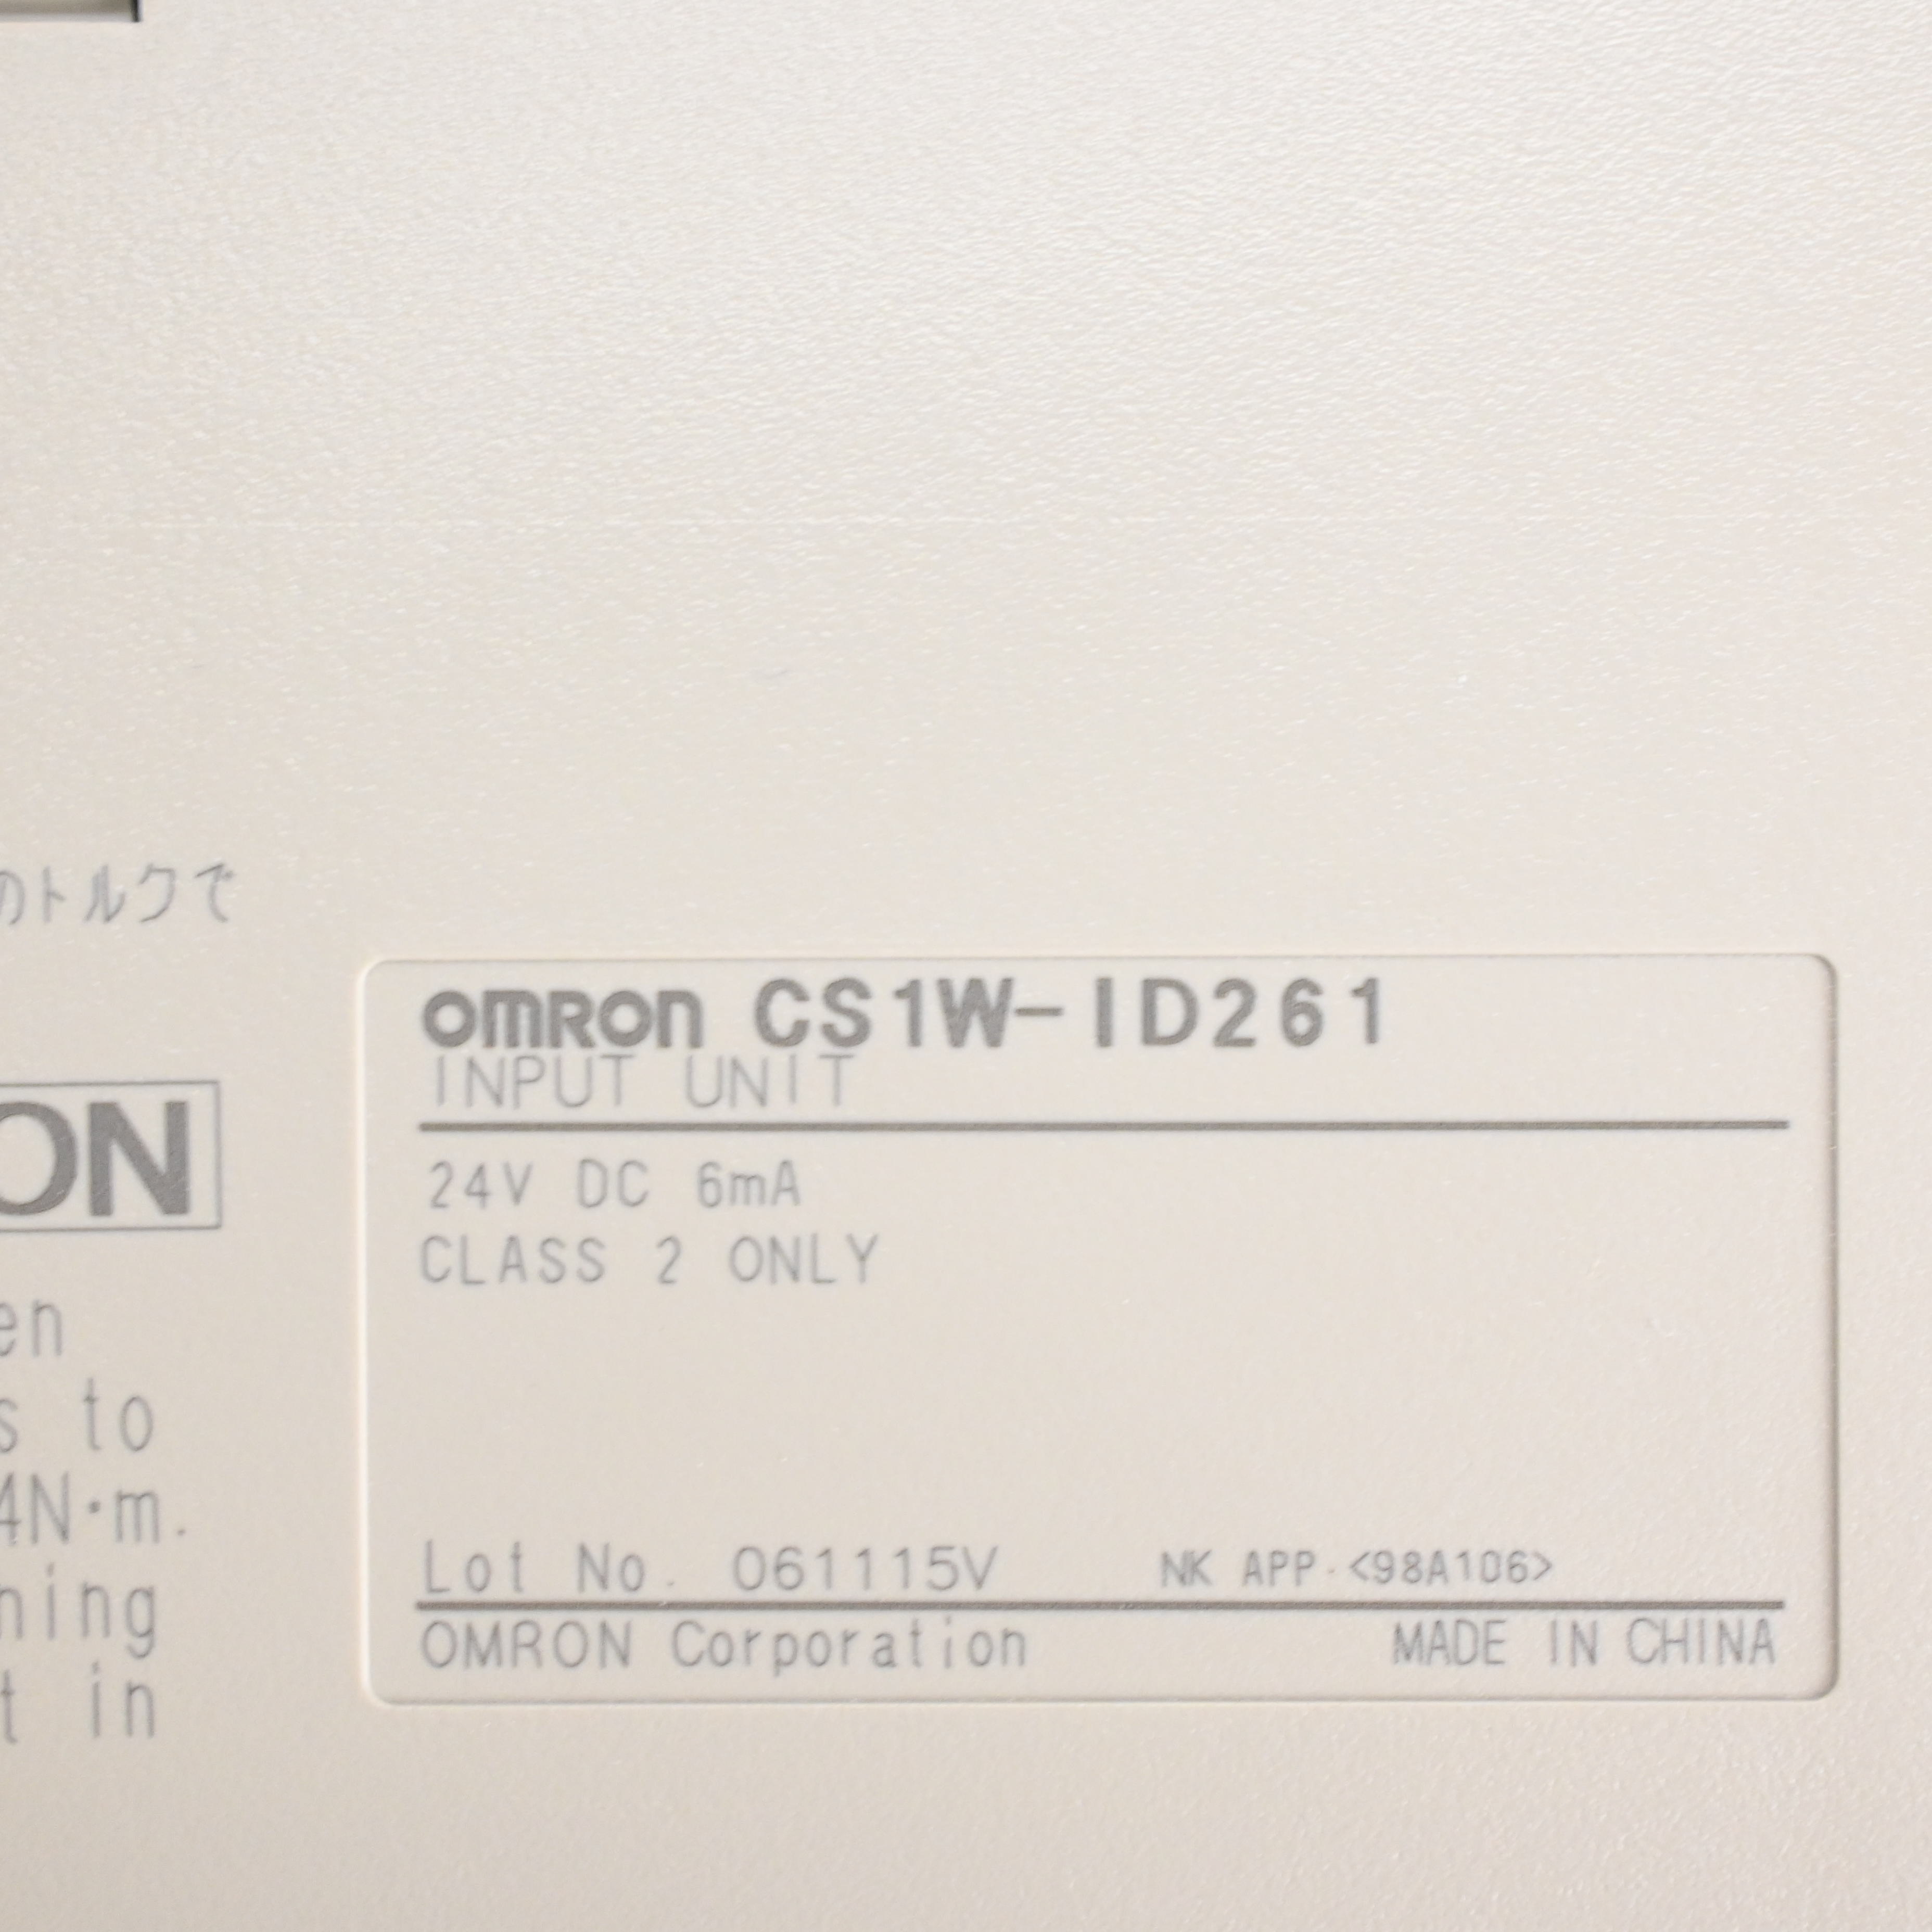 のトルクで
ON
en
s to
4N·m.
ning
t in
omron CS1W-ID261
INPUT UNIT
24V DC 6mA
CLASS 2 ONLY
Lot No. 061115V NK APP.<98A106>
OMRON Corporation MADE IN CHINA